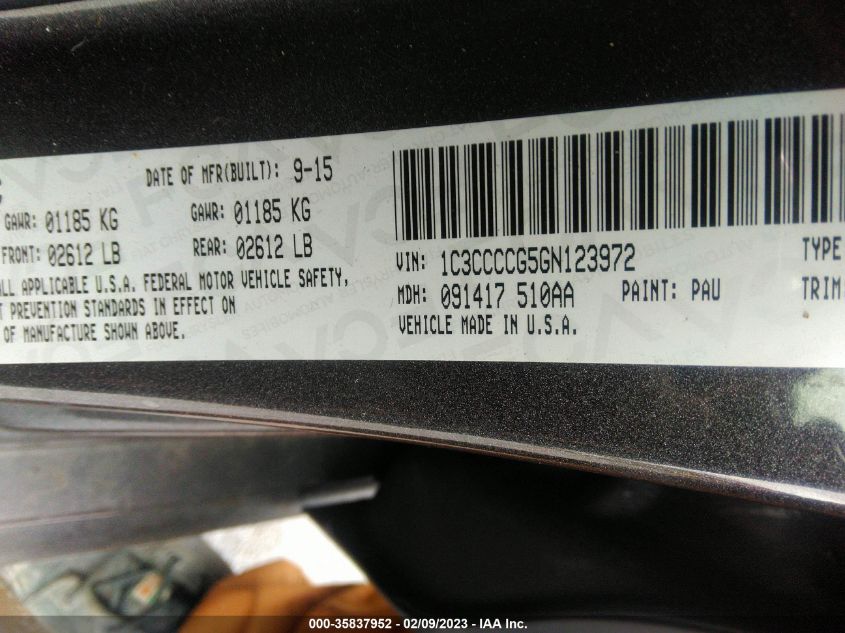 DATE OF MFR(BUILT): 9-15
GAWR: 01185 KG GAWR: 01185 KG
FRONT: 02612 LB REAR: 02612 LB
ALL APPLICABLE U.S.A. FEDERAL MOTOR VEHICLE SAFETY,
PREVENTION STANDARDS IN EFFECT ON
OF MANUFACTURE SHOWN ABOVE.
VIN: 1C3CCCCG5GN123972 TYPE
MDH: 091417 510AA PAINT: PAU TRIM:
VEHICLE MADE IN U.S.A.
000-35837952 - 02/09/2023 - IAA Inc.